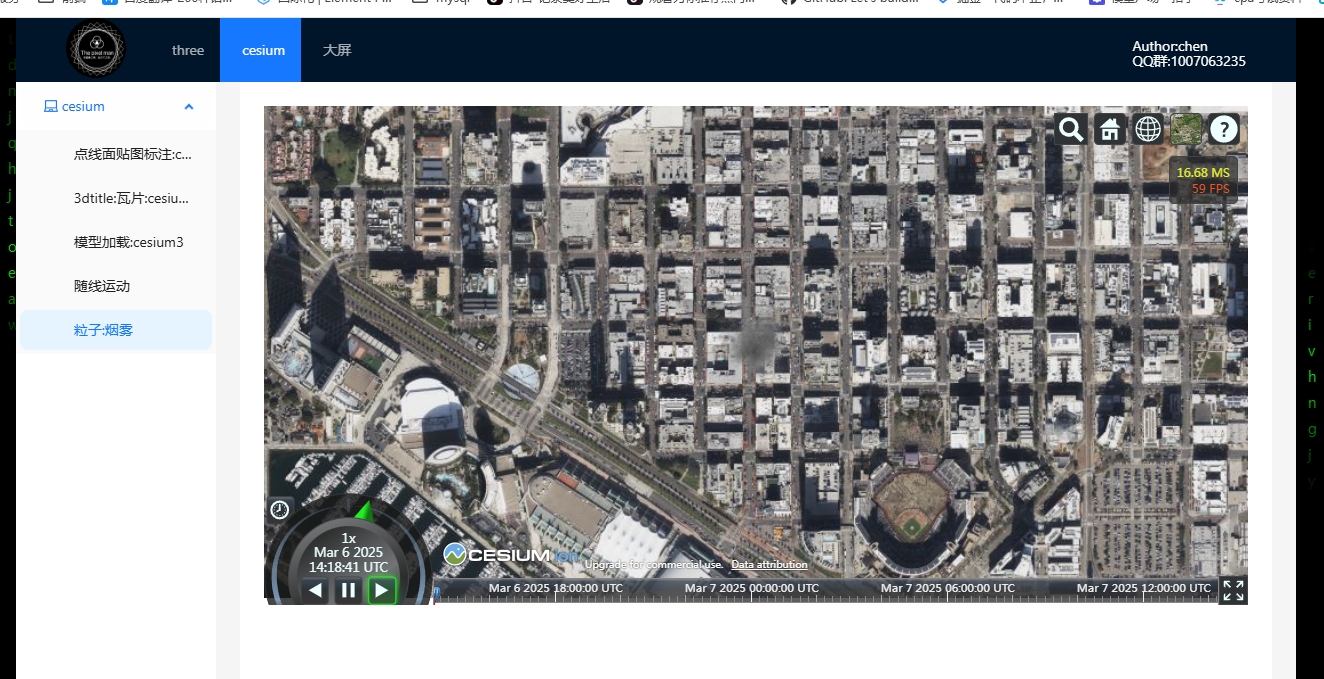 three
cesium
大屏
Author:chen
QQ群:1007063235
cesium
点线面贴图标注:c...
3dtitle:瓦片:cesiu...
模型加载:cesium3
随线运动
粒子:烟雾
16.68 MS
59 FPS
?
1x
Mar 6 2025
14:18:41 UTC
CESIUM ion
Upgrade for commercial use. Data attribution
Mar 6 2025 18:00:00 UTC
Mar 7 2025 00:00:00 UTC
Mar 7 2025 06:00:00 UTC
Mar 7 2025 12:00:00 UTC
n
j
q
h
j
t
o
e
a
w
e
r
i
v
h
n
g
j
y